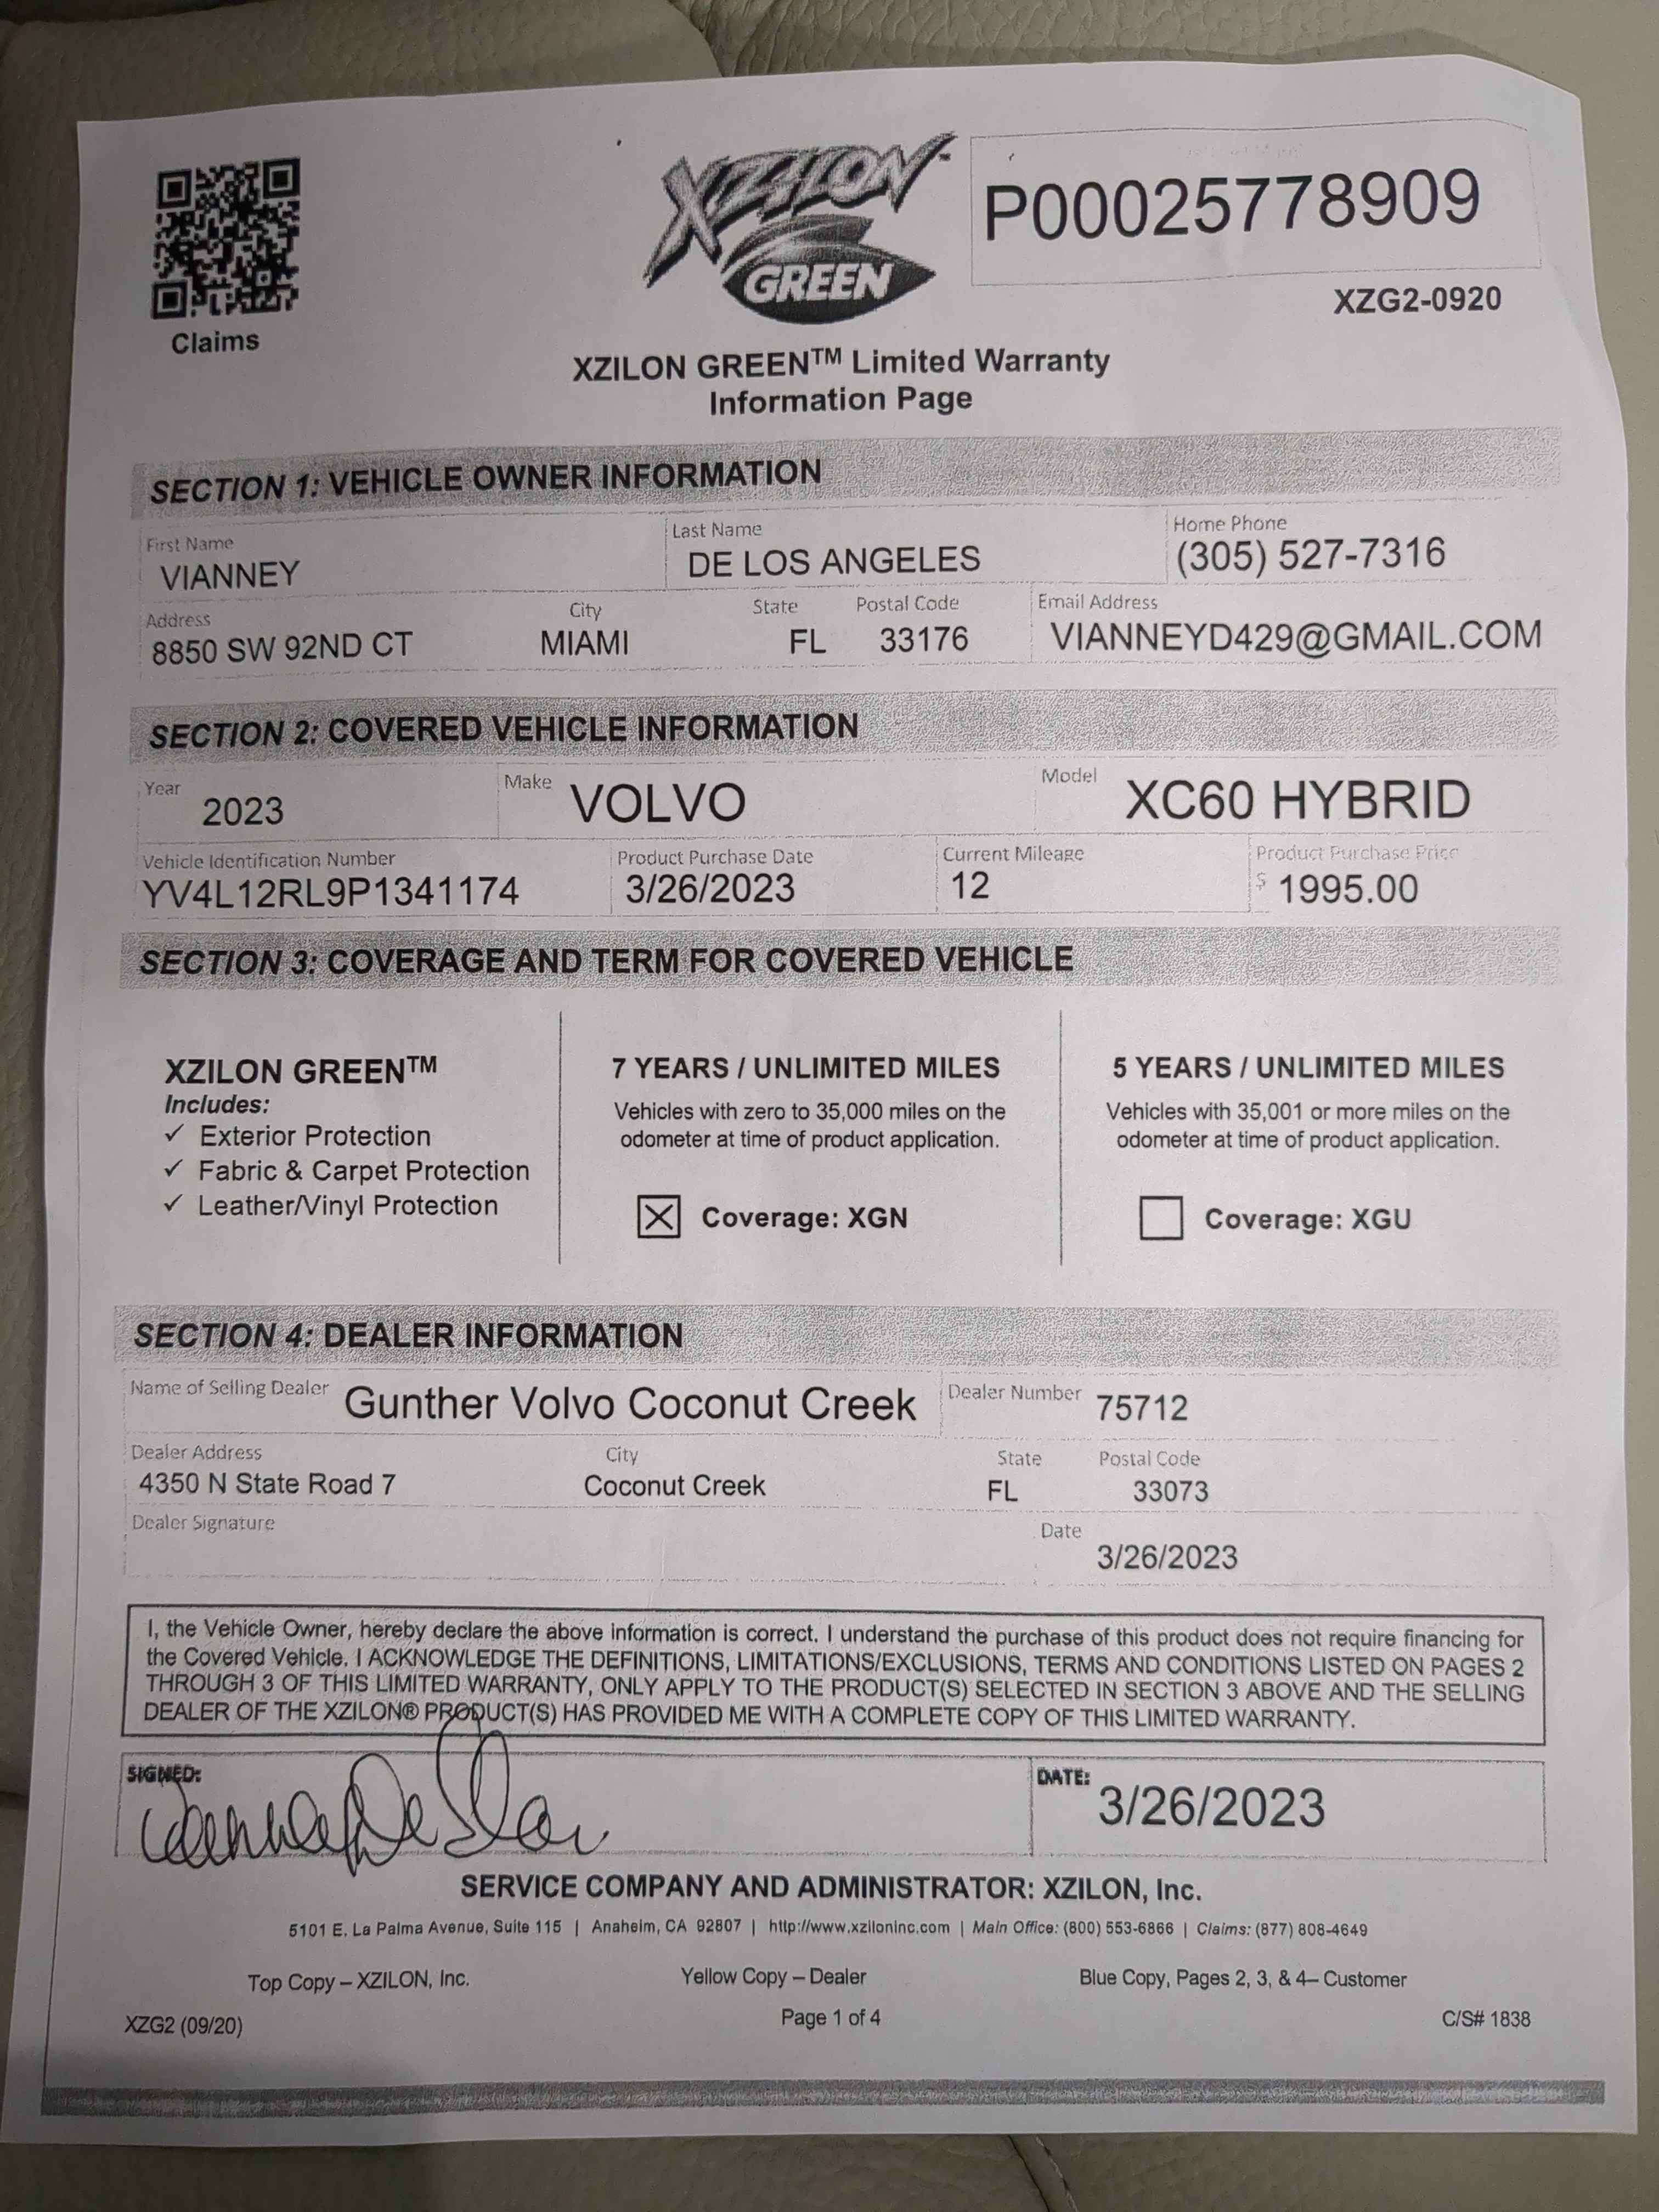 XZILON
GREEN
P00025778909
XZG2-0920
Claims
XZILON GREEN™ Limited Warranty
Information Page
SECTION 1: VEHICLE OWNER INFORMATION
First Name Last Name Home Phone
VIANNEY DE LOS ANGELES (305) 527-7316
Address City State Postal Code Email Address
8850 SW 92ND CT MIAMI FL 33176 VIANNEYD429@GMAIL.COM
SECTION 2: COVERED VEHICLE INFORMATION
Year 2023 Make VOLVO Model XC60 HYBRID
Vehicle Identification Number Product Purchase Date Current Mileage Product Purchase Price
YV4L12RL9P1341174 3/26/2023 12 $ 1995.00
SECTION 3: COVERAGE AND TERM FOR COVERED VEHICLE
XZILON GREEN™
Includes:
✓ Exterior Protection
✓ Fabric & Carpet Protection
✓ Leather/Vinyl Protection
7 YEARS / UNLIMITED MILES
Vehicles with zero to 35,000 miles on the
odometer at time of product application.
☒ Coverage: XGN
5 YEARS / UNLIMITED MILES
Vehicles with 35,001 or more miles on the
odometer at time of product application.
☐ Coverage: XGU
SECTION 4: DEALER INFORMATION
Name of Selling Dealer Gunther Volvo Coconut Creek Dealer Number 75712
Dealer Address City State Postal Code
4350 N State Road 7 Coconut Creek FL 33073
Dealer Signature Date
3/26/2023
I, the Vehicle Owner, hereby declare the above information is correct. I understand the purchase of this product does not require financing for
the Covered Vehicle. I ACKNOWLEDGE THE DEFINITIONS, LIMITATIONS/EXCLUSIONS, TERMS AND CONDITIONS LISTED ON PAGES 2
THROUGH 3 OF THIS LIMITED WARRANTY, ONLY APPLY TO THE PRODUCT(S) SELECTED IN SECTION 3 ABOVE AND THE SELLING
DEALER OF THE XZILON® PRODUCT(S) HAS PROVIDED ME WITH A COMPLETE COPY OF THIS LIMITED WARRANTY.
SIGNED: DATE: 3/26/2023
SERVICE COMPANY AND ADMINISTRATOR: XZILON, Inc.
5101 E. La Palma Avenue, Suite 115 | Anaheim, CA 92807 | http://www.xziloninc.com | Main Office: (800) 553-6866 | Claims: (877) 808-4649
Top Copy – XZILON, Inc. Yellow Copy – Dealer Blue Copy, Pages 2, 3, & 4– Customer
XZG2 (09/20) Page 1 of 4 C/S# 1838